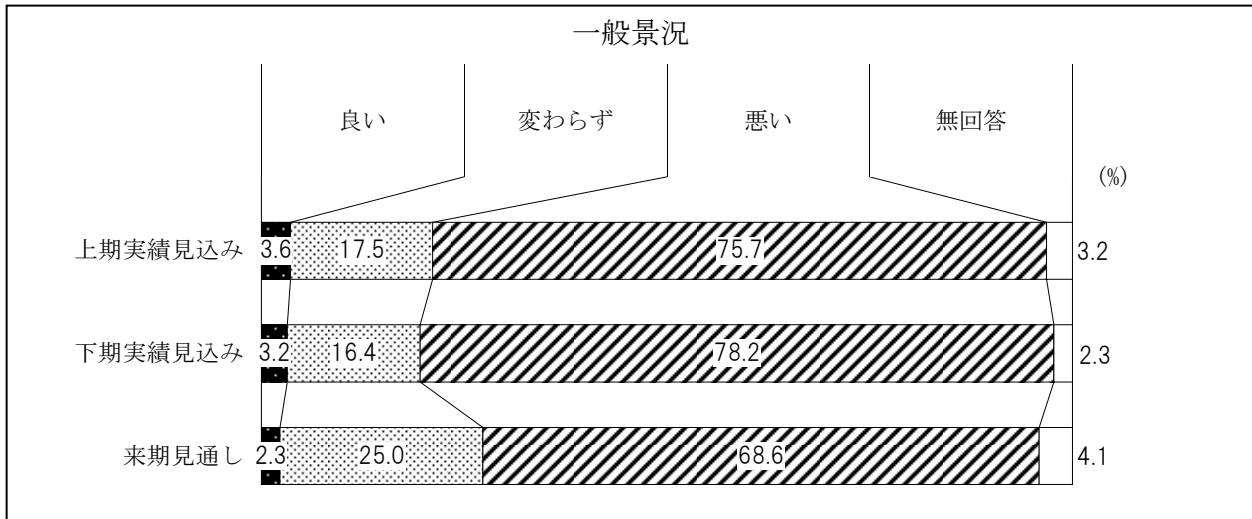 一般景況
良い 変わらず 悪い 無回答
(%)
上期実績見込み 3.6 17.5 75.7 3.2
下期実績見込み 3.2 16.4 78.2 2.3
来期見通し 2.3 25.0 68.6 4.1